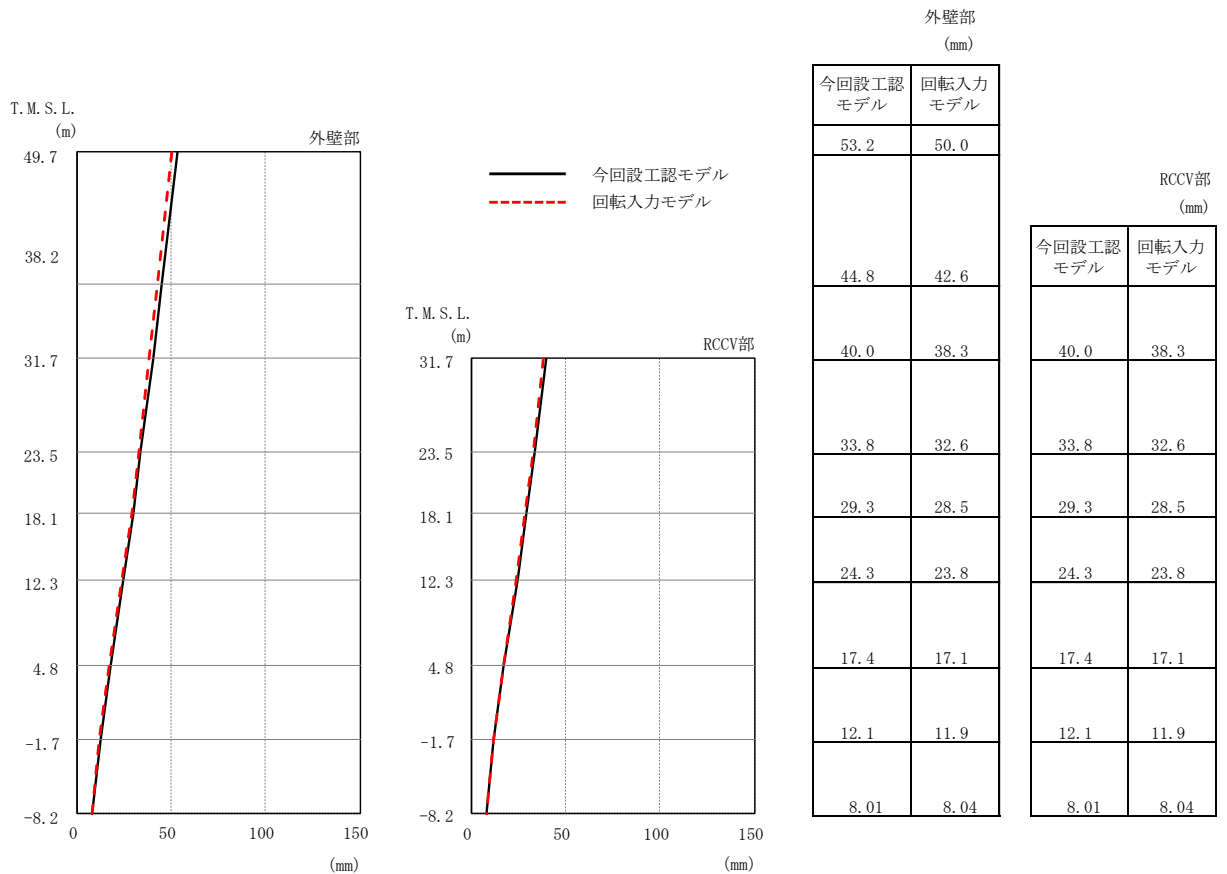 T.M.S.L.
(m)
外壁部
49.7
38.2
31.7
23.5
18.1
12.3
4.8
-1.7
-8.2
0 50 100 150
(mm)
今回設工認モデル
回転入力モデル
T.M.S.L.
(m)
RCCV部
31.7
23.5
18.1
12.3
4.8
-1.7
-8.2
0 50 100 150
(mm)
外壁部
(mm)
今回設工認 回転入力
モデル モデル
53.2 50.0
44.8 42.6
40.0 38.3
33.8 32.6
29.3 28.5
24.3 23.8
17.4 17.1
12.1 11.9
8.01 8.04
RCCV部
(mm)
今回設工認 回転入力
モデル モデル
40.0 38.3
33.8 32.6
29.3 28.5
24.3 23.8
17.4 17.1
12.1 11.9
8.01 8.04